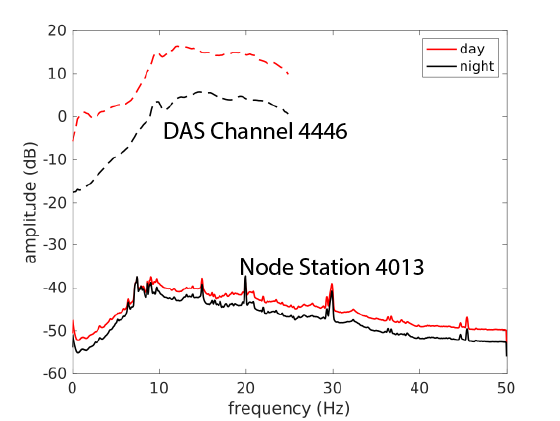 20
10
0
-10
-20
-30
-40
-50
-60
amplitude (dB)
day
night
DAS Channel 4446
Node Station 4013
0 10 20 30 40 50
frequency (Hz)